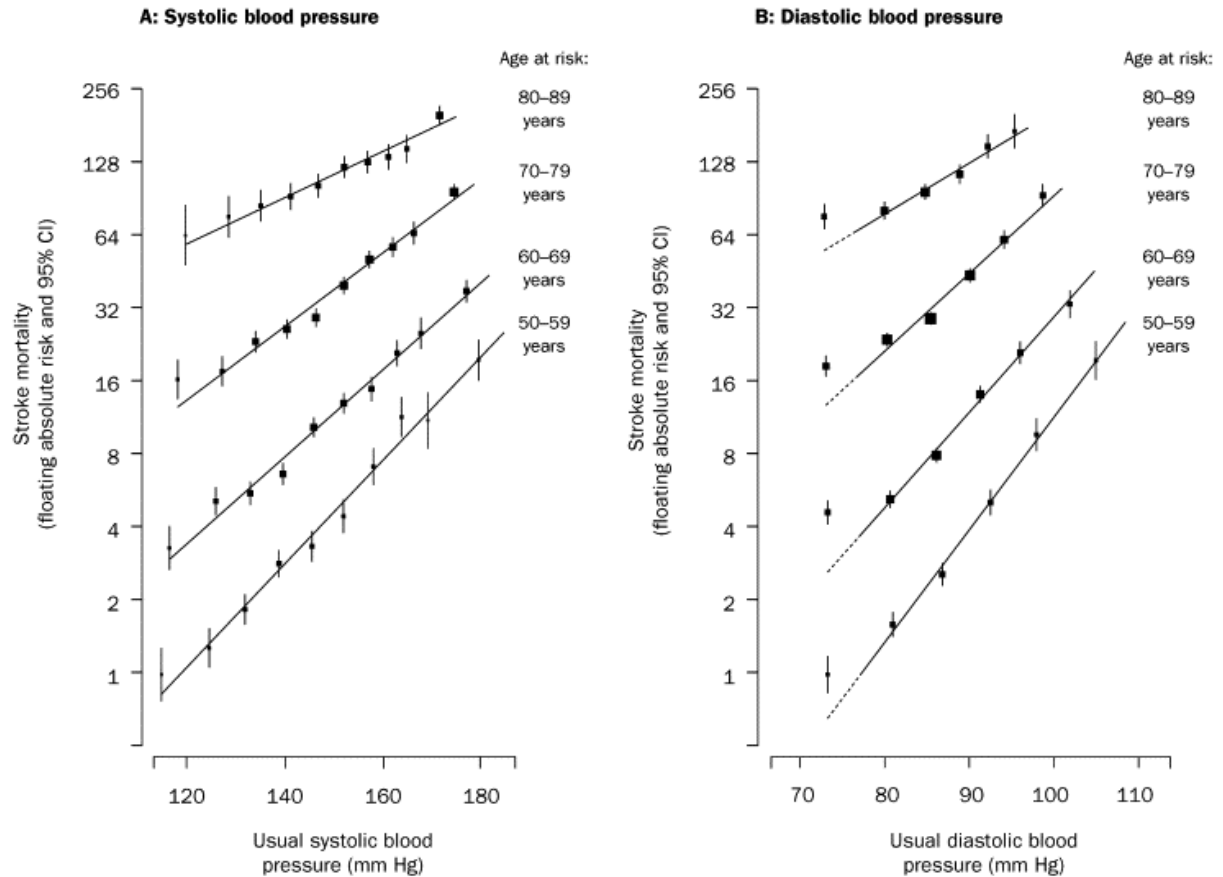 A: Systolic blood pressure
Age at risk:
80–89
years
70–79
years
60–69
years
50–59
years
256
128
64
32
16
8
4
2
1
Stroke mortality
(floating absolute risk and 95% CI)
120 140 160 180
Usual systolic blood
pressure (mm Hg)
B: Diastolic blood pressure
Age at risk:
80–89
years
70–79
years
60–69
years
50–59
years
256
128
64
32
16
8
4
2
1
Stroke mortality
(floating absolute risk and 95% CI)
70 80 90 100 110
Usual diastolic blood
pressure (mm Hg)